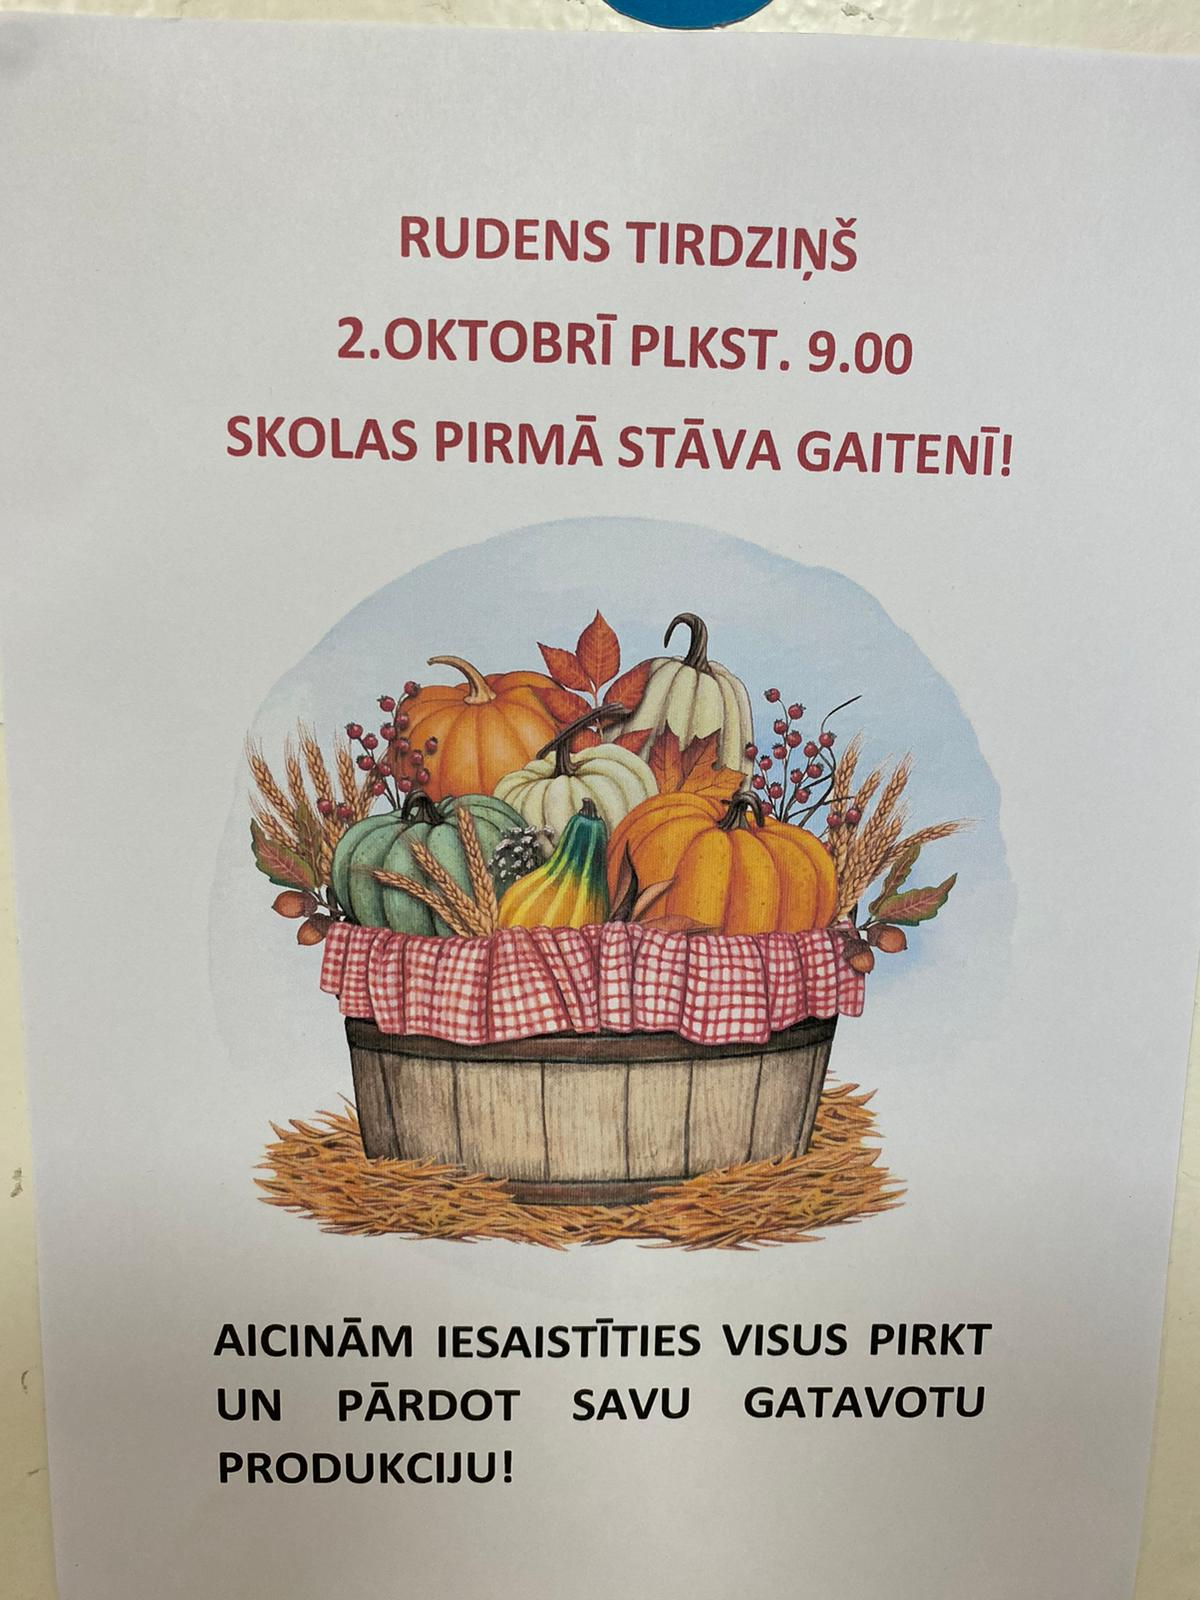 RUDENS TIRDZIŅŠ
2.OKTOBRĪ PLKST. 9.00
SKOLAS PIRMĀ STĀVA GAITENĪ!
AICINĀM IESAISTĪTIES VISUS PIRKT
UN PĀRDOT SAVU GATAVOTU
PRODUKCIJU!